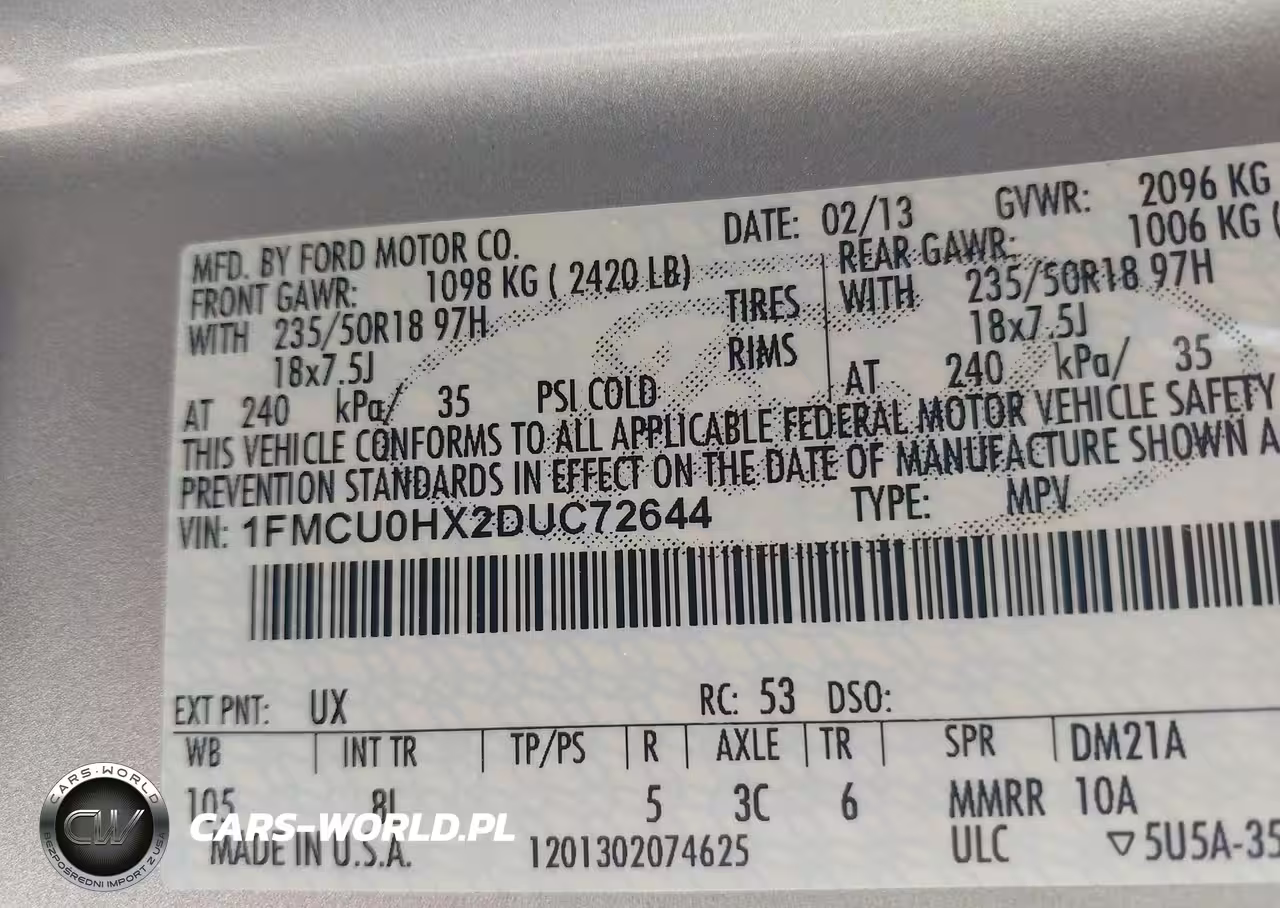 MFD. BY FORD MOTOR CO. DATE: 02/13 GVWR: 2096 KG
FRONT GAWR: 1098 KG ( 2420 LB) REAR GAWR: 1006 KG (
WITH 235/50R18 97H TIRES WITH 235/50R18 97H
18x7.5J RIMS 18x7.5J
AT 240 kPa/ 35 PSI COLD AT 240 kPa/ 35
THIS VEHICLE CONFORMS TO ALL APPLICABLE FEDERAL MOTOR VEHICLE SAFETY
PREVENTION STANDARDS IN EFFECT ON THE DATE OF MANUFACTURE SHOWN A
VIN: 1FMCU0HX2DUC72644 TYPE: MPV
EXT PNT: UX RC: 53 DSO:
WB INT TR TP/PS R AXLE TR SPR DM21A
105 8L 5 3C 6 MMRR 10A
MADE IN U.S.A. 1201302074625 ULC ▽5U5A-35
CARS-WORLD
CW
BEZPOŚREDNI IMPORT Z USA
CARS-WORLD.PL